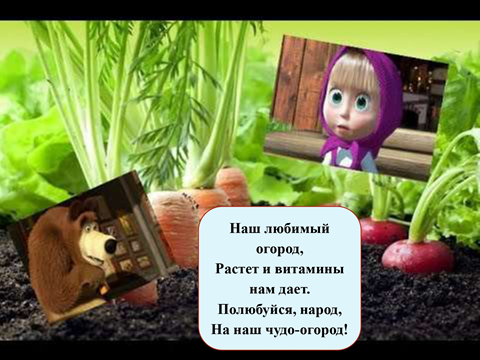 Наш любимый
огород,
Растет и витамины
нам дает.
Полюбуйся, народ,
На наш чудо-огород!